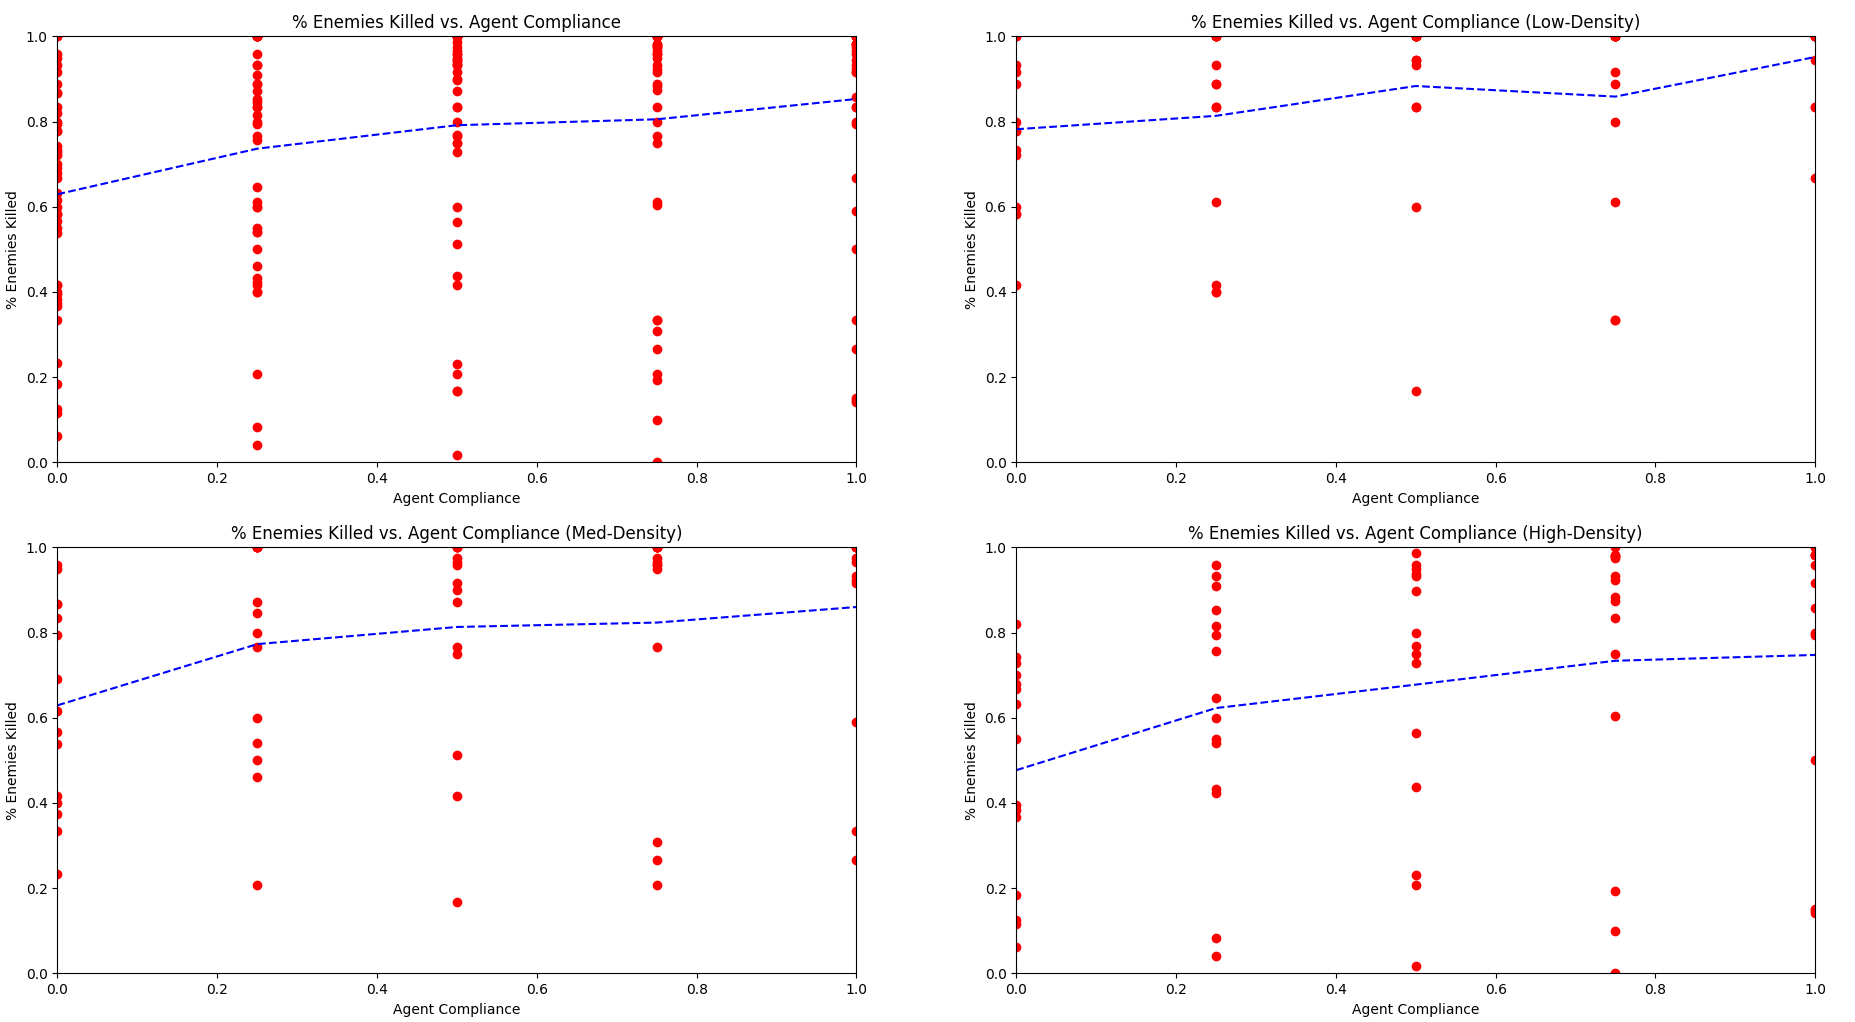 % Enemies Killed vs. Agent Compliance
% Enemies Killed
1.0
0.8
0.6
0.4
0.2
0.0
0.0 0.2 0.4 0.6 0.8 1.0
Agent Compliance
% Enemies Killed vs. Agent Compliance (Low-Density)
% Enemies Killed
1.0
0.8
0.6
0.4
0.2
0.0
0.0 0.2 0.4 0.6 0.8 1.0
Agent Compliance
% Enemies Killed vs. Agent Compliance (Med-Density)
% Enemies Killed
1.0
0.8
0.6
0.4
0.2
0.0
0.0 0.2 0.4 0.6 0.8 1.0
Agent Compliance
% Enemies Killed vs. Agent Compliance (High-Density)
% Enemies Killed
1.0
0.8
0.6
0.4
0.2
0.0
0.0 0.2 0.4 0.6 0.8 1.0
Agent Compliance